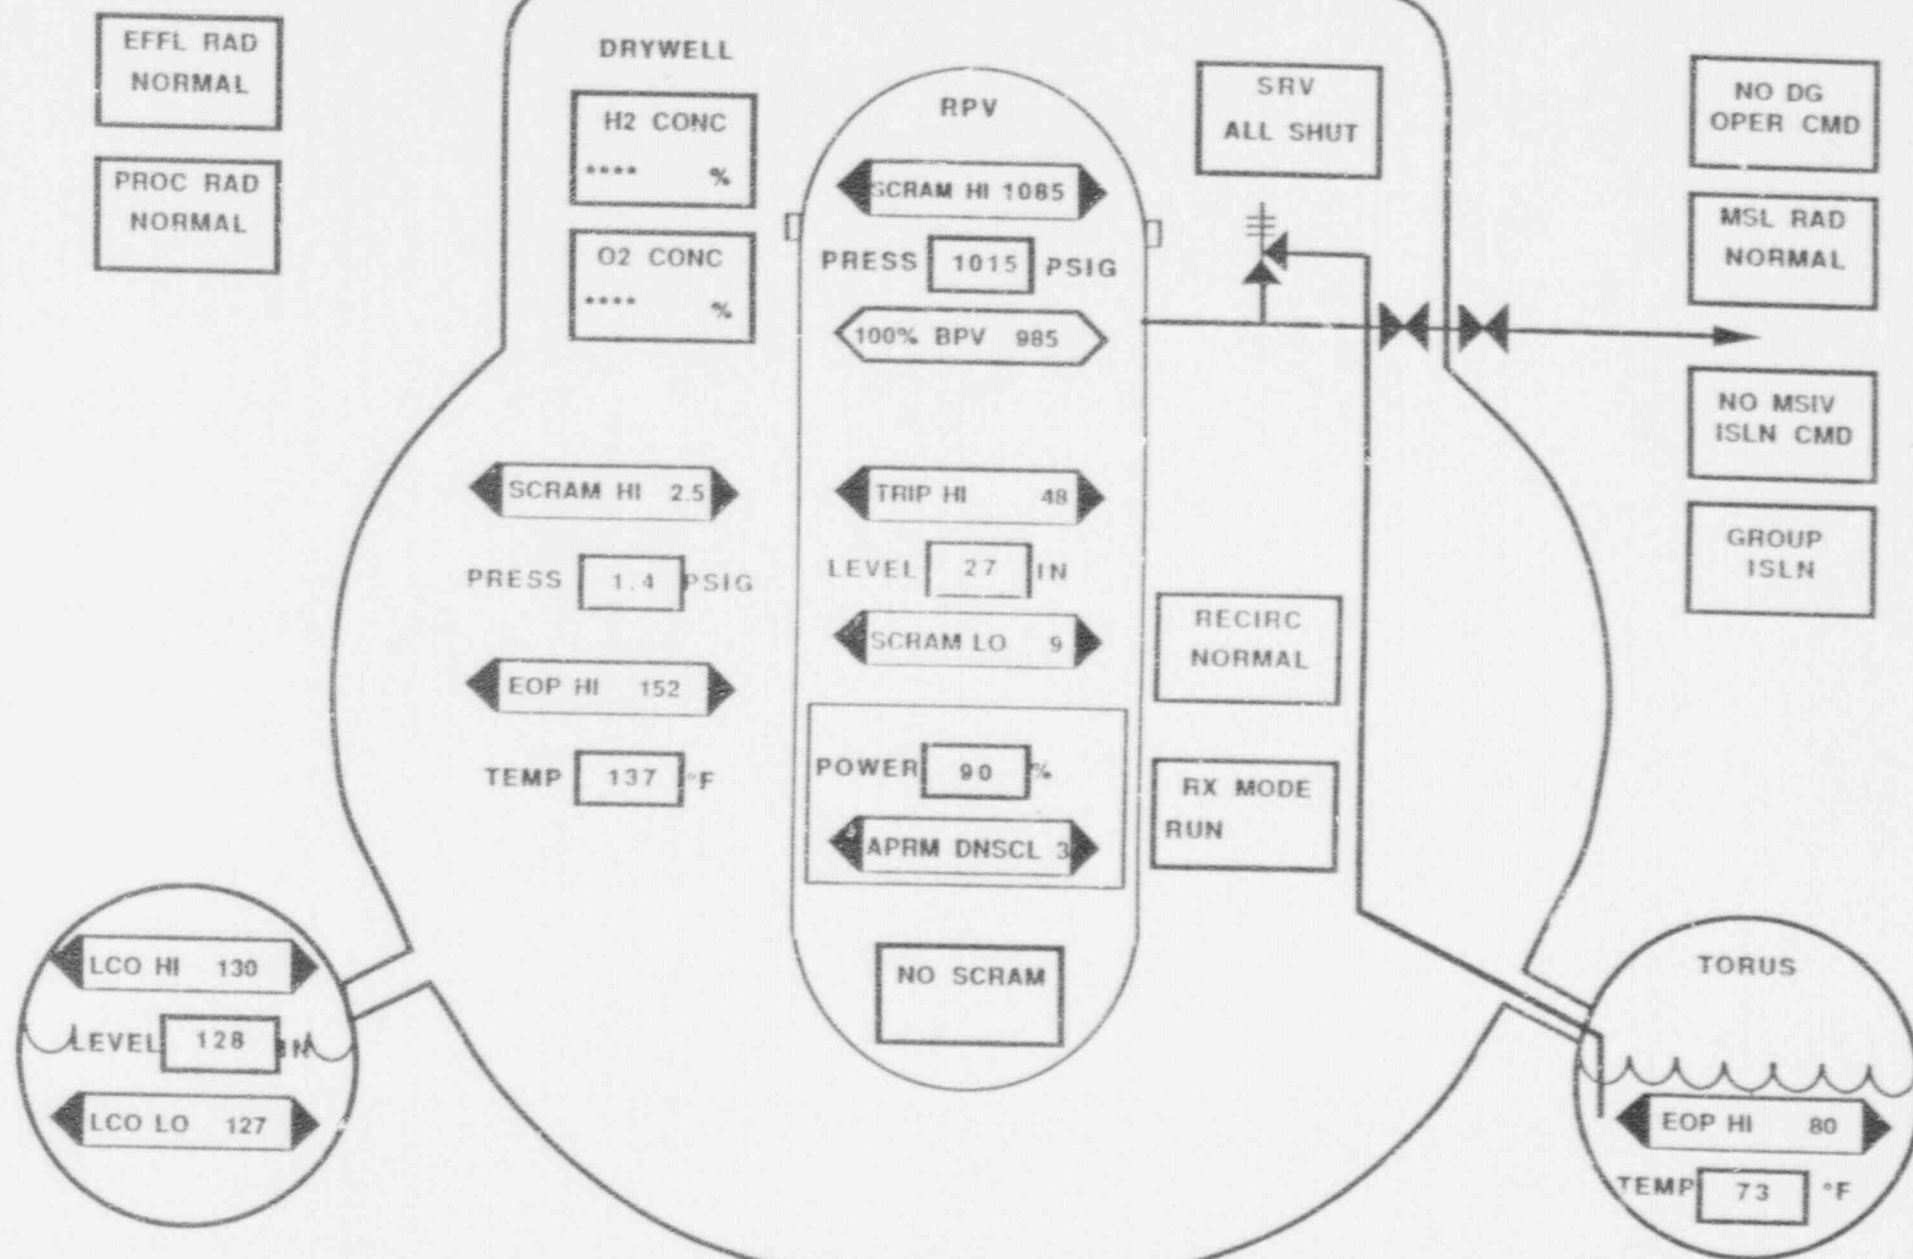 EFFL RAD
NORMAL
PROC RAD
NORMAL
DRYWELL
H2 CONC
**** %
O2 CONC
**** %
SCRAM HI 2.5
PRESS 1.4 PSIG
EOP HI 152
TEMP 137 °F
RPV
SCRAM HI 1085
PRESS 1015 PSIG
100% BPV 985
TRIP HI 48
LEVEL 27 IN
SCRAM LO 9
POWER 90 %
APRM DNSCL 3
NO SCRAM
SRV
ALL SHUT
RECIRC
NORMAL
RX MODE
RUN
NO DG
OPER CMD
MSL RAD
NORMAL
NO MSIV
ISLN CMD
GROUP
ISLN
LCO HI 130
LEVEL 128 IN
LCO LO 127
TORUS
EOP HI 80
TEMP 73 °F